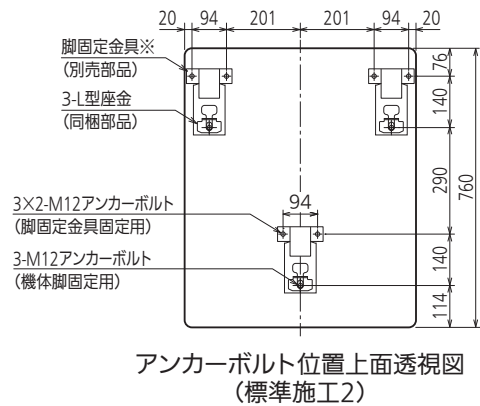 20 94 201 201 94 20
脚固定金具※
(別売部品)
3-L型座金
(同梱部品)
76
140
290
760
3×2-M12アンカーボルト
(脚固定金具固定用)
94
3-M12アンカーボルト
(機体脚固定用)
140
114
アンカーボルト位置上面透視図
(標準施工2)